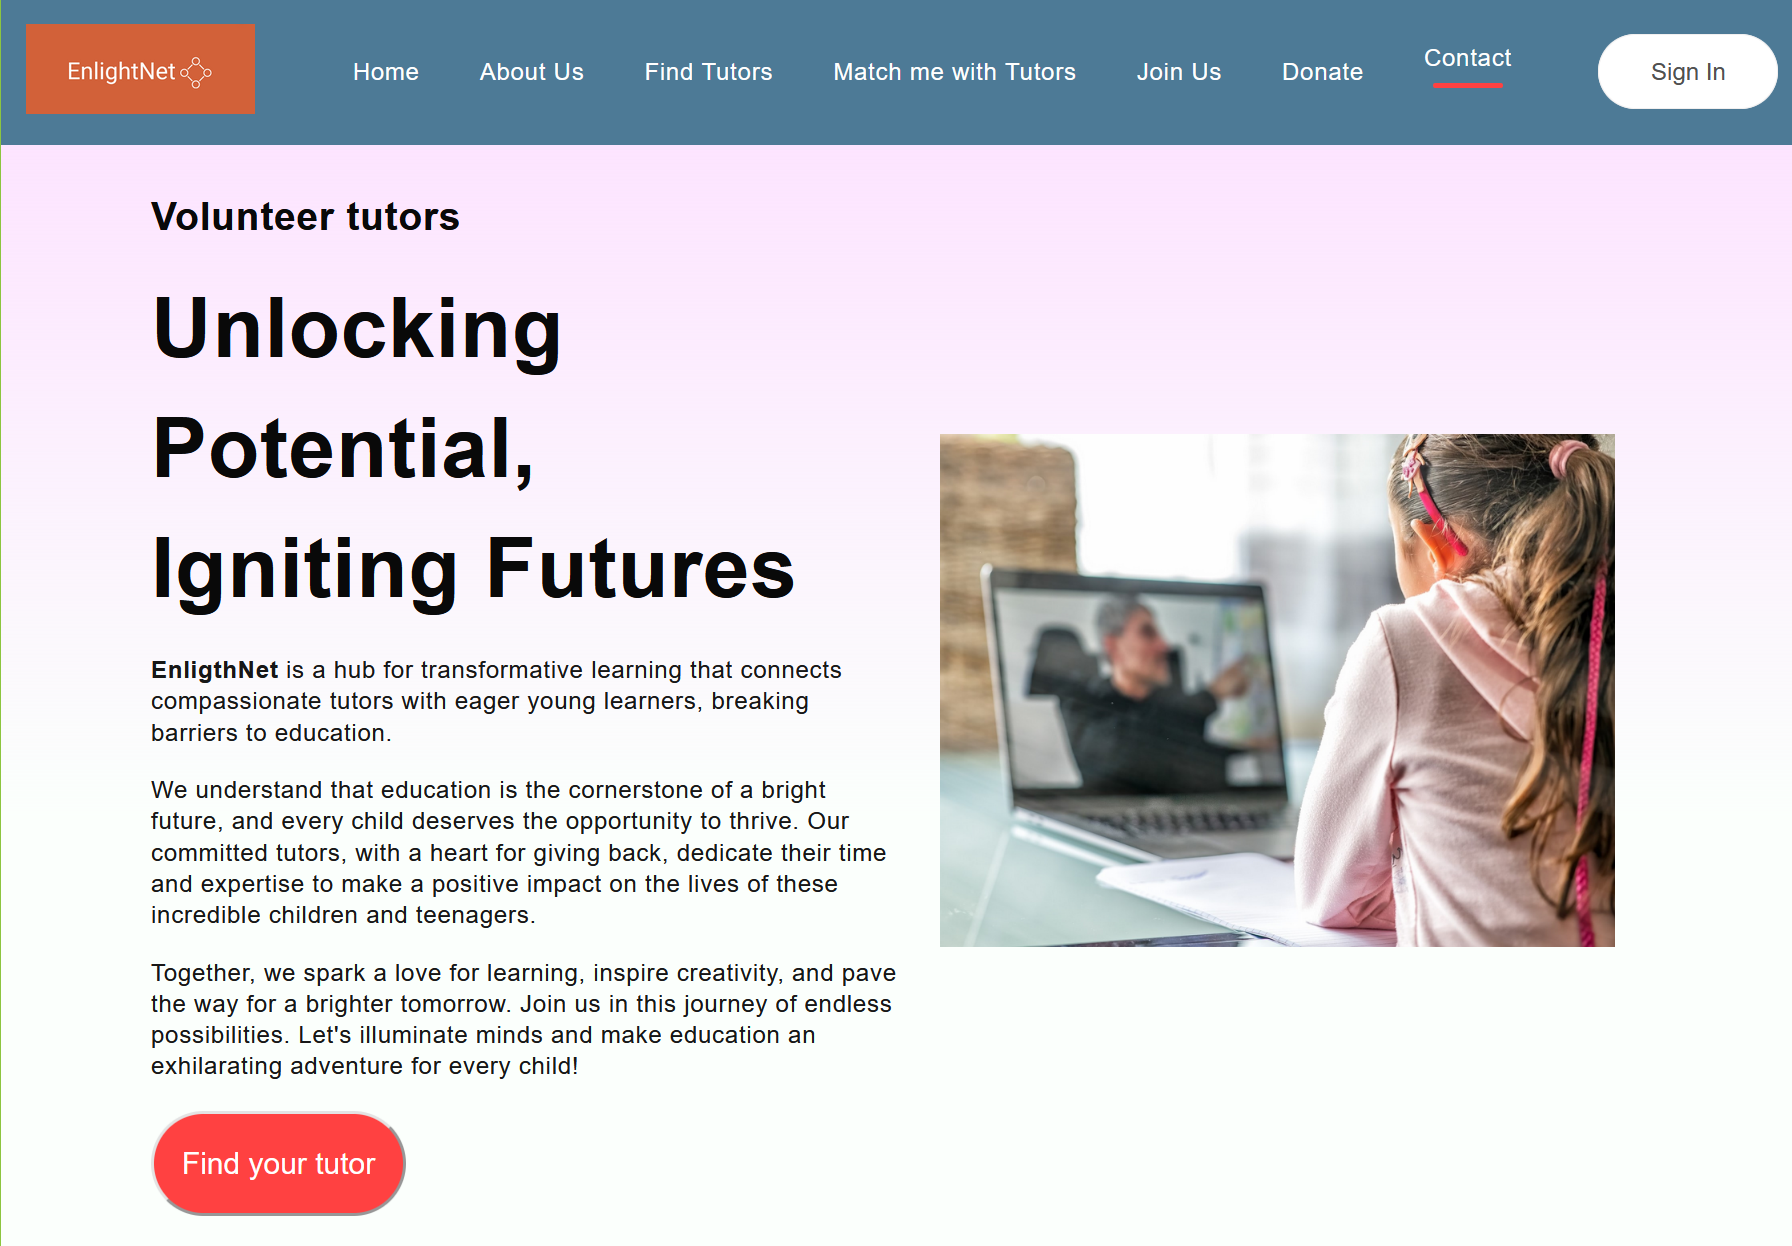 EnlightNet
Home
About Us
Find Tutors
Match me with Tutors
Join Us
Donate
Contact
Sign In
Volunteer tutors
Unlocking
Potential,
Igniting Futures
EnligthNet is a hub for transformative learning that connects
compassionate tutors with eager young learners, breaking
barriers to education.
We understand that education is the cornerstone of a bright
future, and every child deserves the opportunity to thrive. Our
committed tutors, with a heart for giving back, dedicate their time
and expertise to make a positive impact on the lives of these
incredible children and teenagers.
Together, we spark a love for learning, inspire creativity, and pave
the way for a brighter tomorrow. Join us in this journey of endless
possibilities. Let's illuminate minds and make education an
exhilarating adventure for every child!
Find your tutor